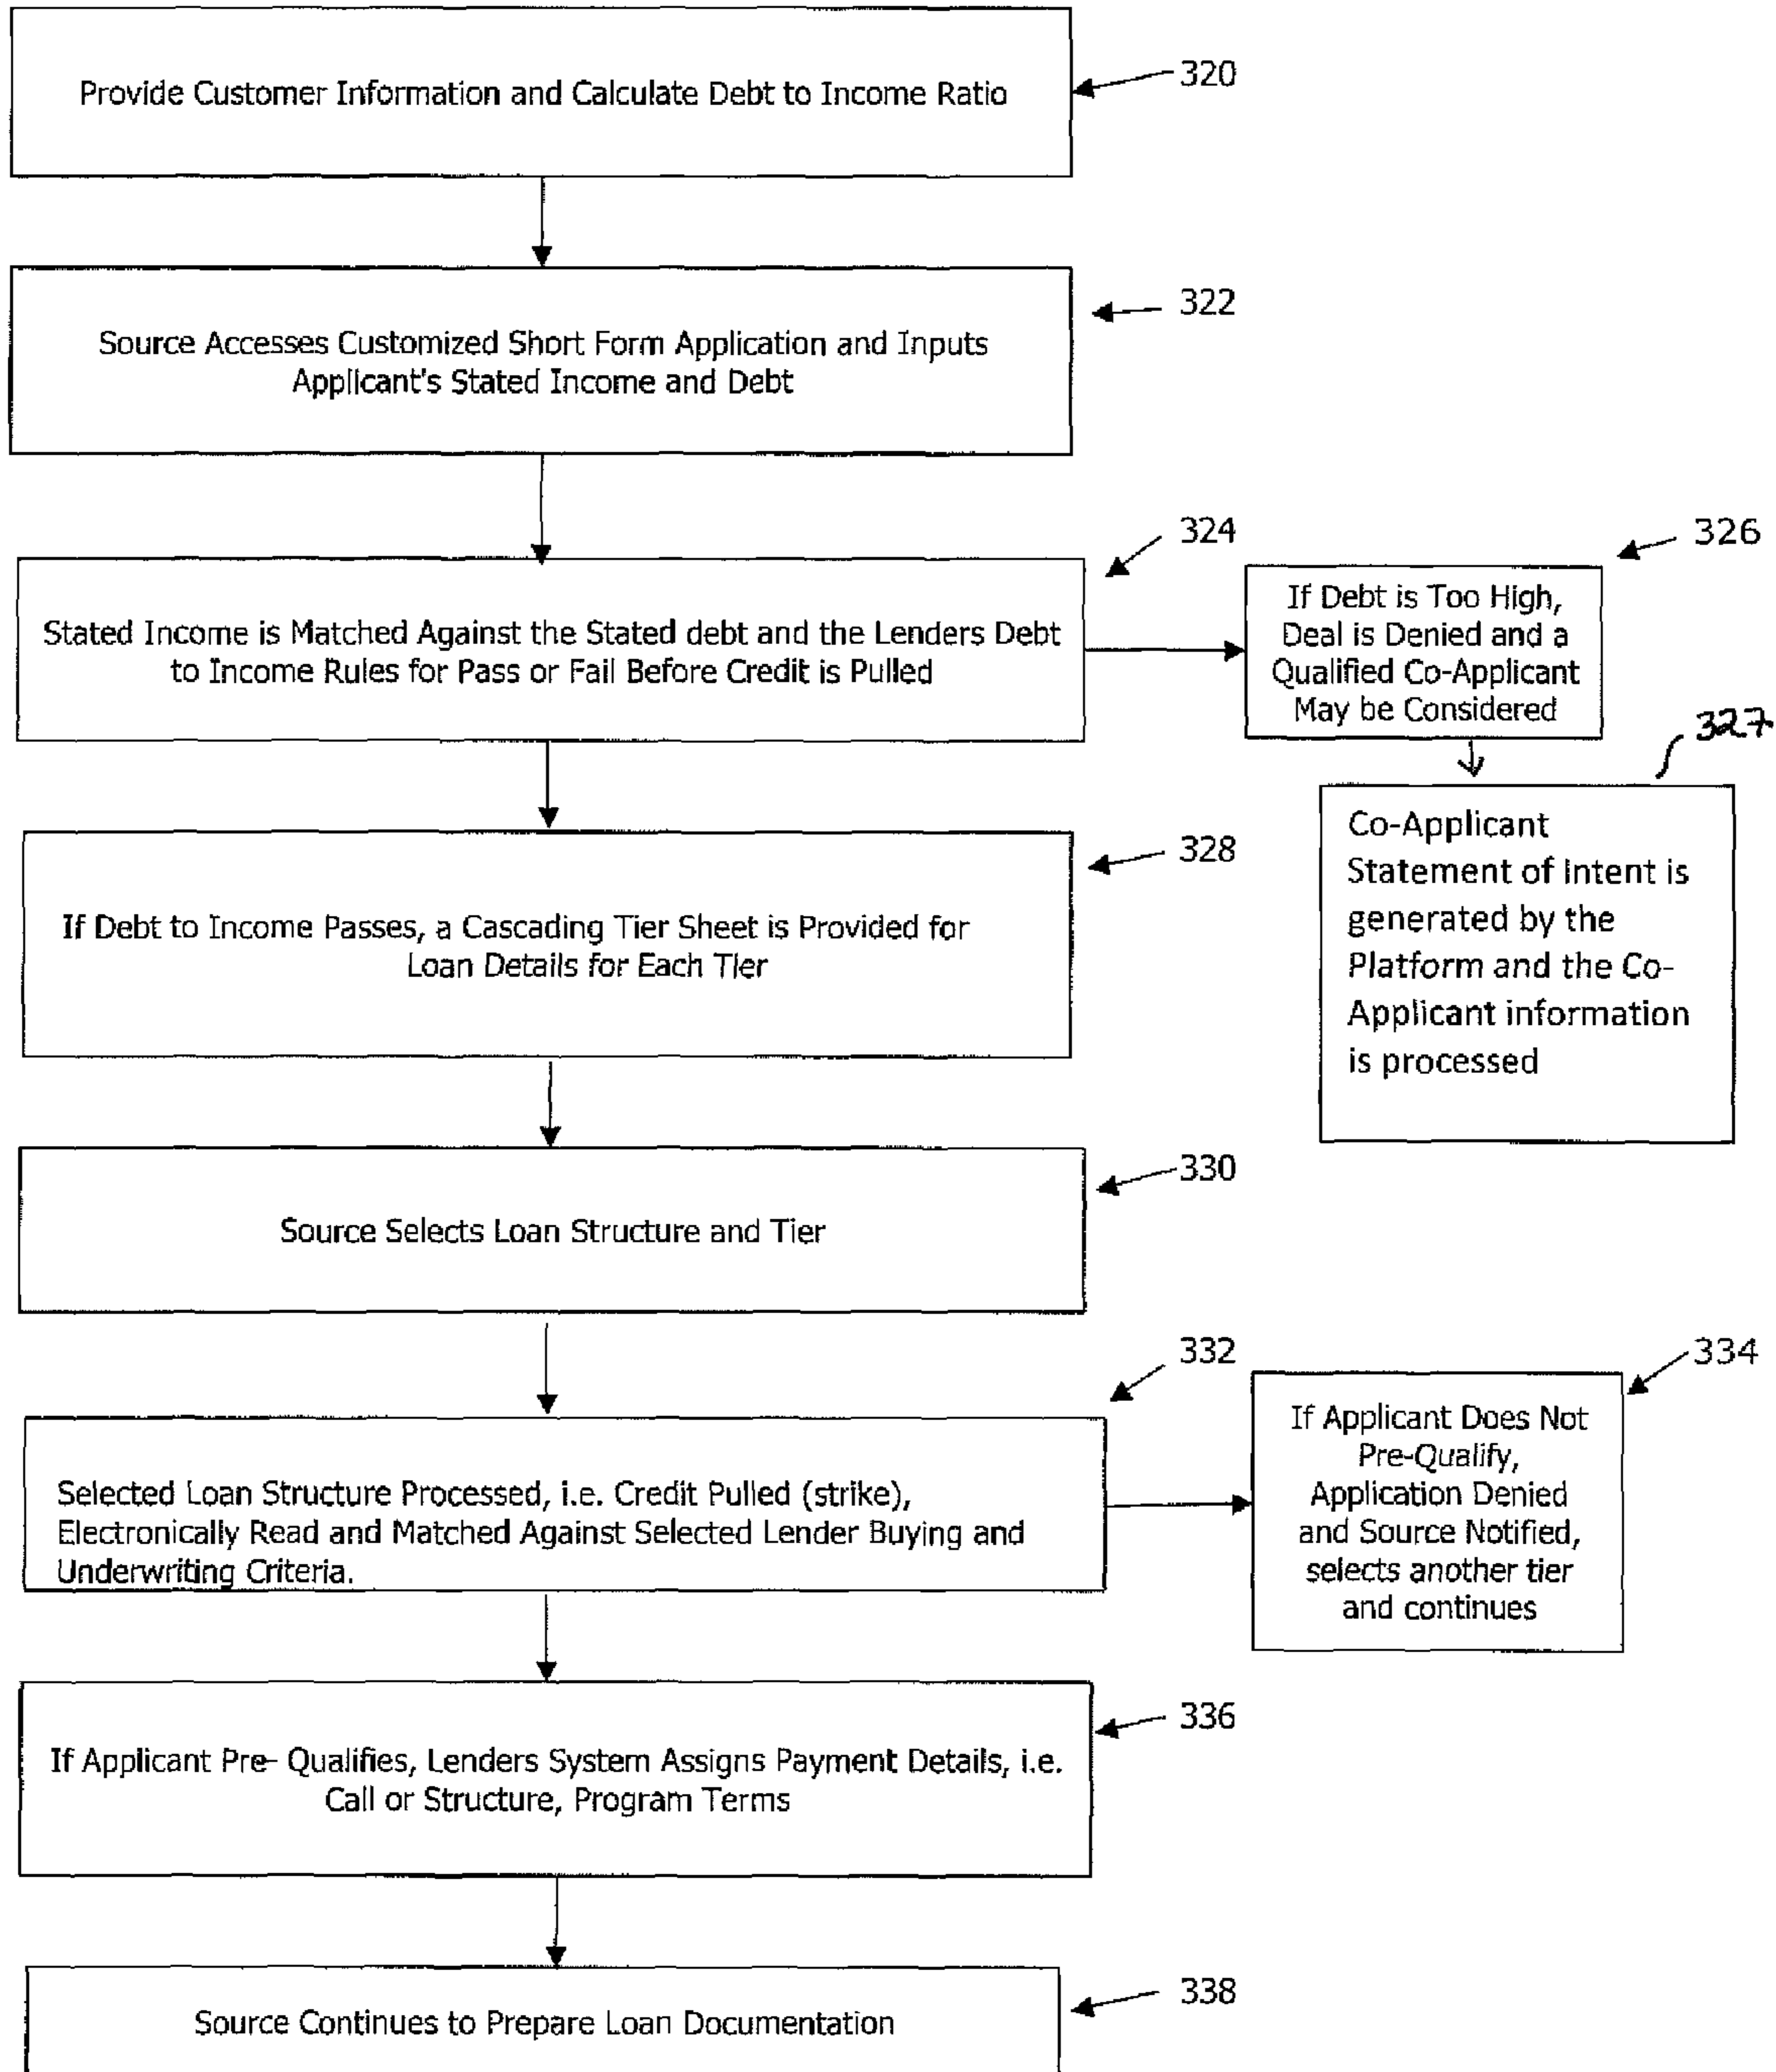 Provide Customer Information and Calculate Debt to Income Ratio
320
Source Accesses Customized Short Form Application and Inputs
Applicant's Stated Income and Debt
322
Stated Income is Matched Against the Stated debt and the Lenders Debt
to Income Rules for Pass or Fail Before Credit is Pulled
324
If Debt is Too High,
Deal is Denied and a
Qualified Co-Applicant
May be Considered
326
Co-Applicant
Statement of Intent is
generated by the
Platform and the Co-
Applicant information
is processed
327
If Debt to Income Passes, a Cascading Tier Sheet is Provided for
Loan Details for Each Tier
328
Source Selects Loan Structure and Tier
330
Selected Loan Structure Processed, i.e. Credit Pulled (strike),
Electronically Read and Matched Against Selected Lender Buying and
Underwriting Criteria.
332
If Applicant Does Not
Pre-Qualify,
Application Denied
and Source Notified,
selects another tier
and continues
334
If Applicant Pre- Qualifies, Lenders System Assigns Payment Details, i.e.
Call or Structure, Program Terms
336
Source Continues to Prepare Loan Documentation
338